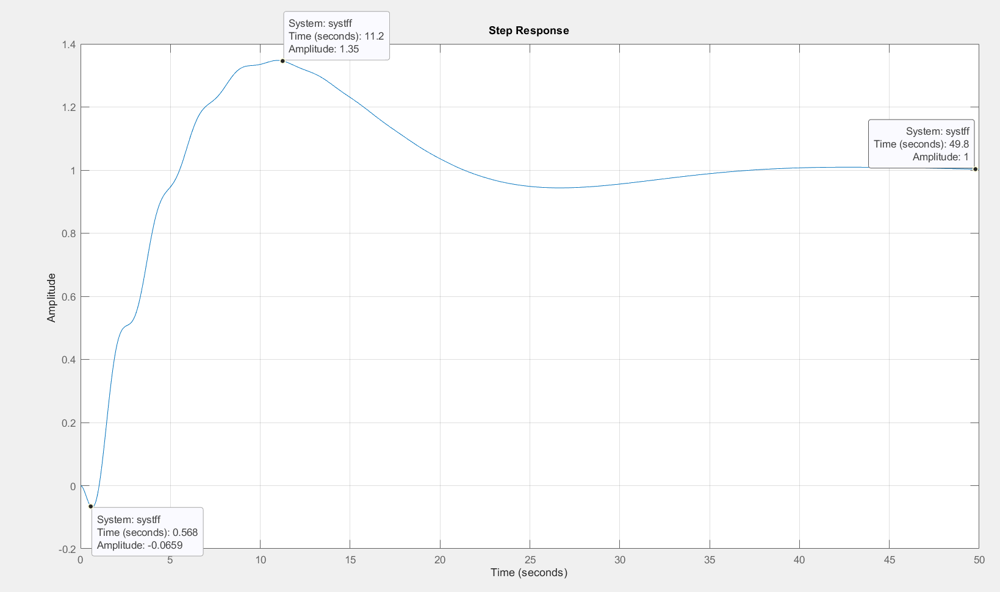 System: systff
Time (seconds): 11.2
Amplitude: 1.35
Step Response
1.4
1.2
1
0.8
0.6
0.4
0.2
0
-0.2
Amplitude
System: systff
Time (seconds): 49.8
Amplitude: 1
System: systff
Time (seconds): 0.568
Amplitude: -0.0659
0 5 10 15 20 25 30 35 40 45 50
Time (seconds)